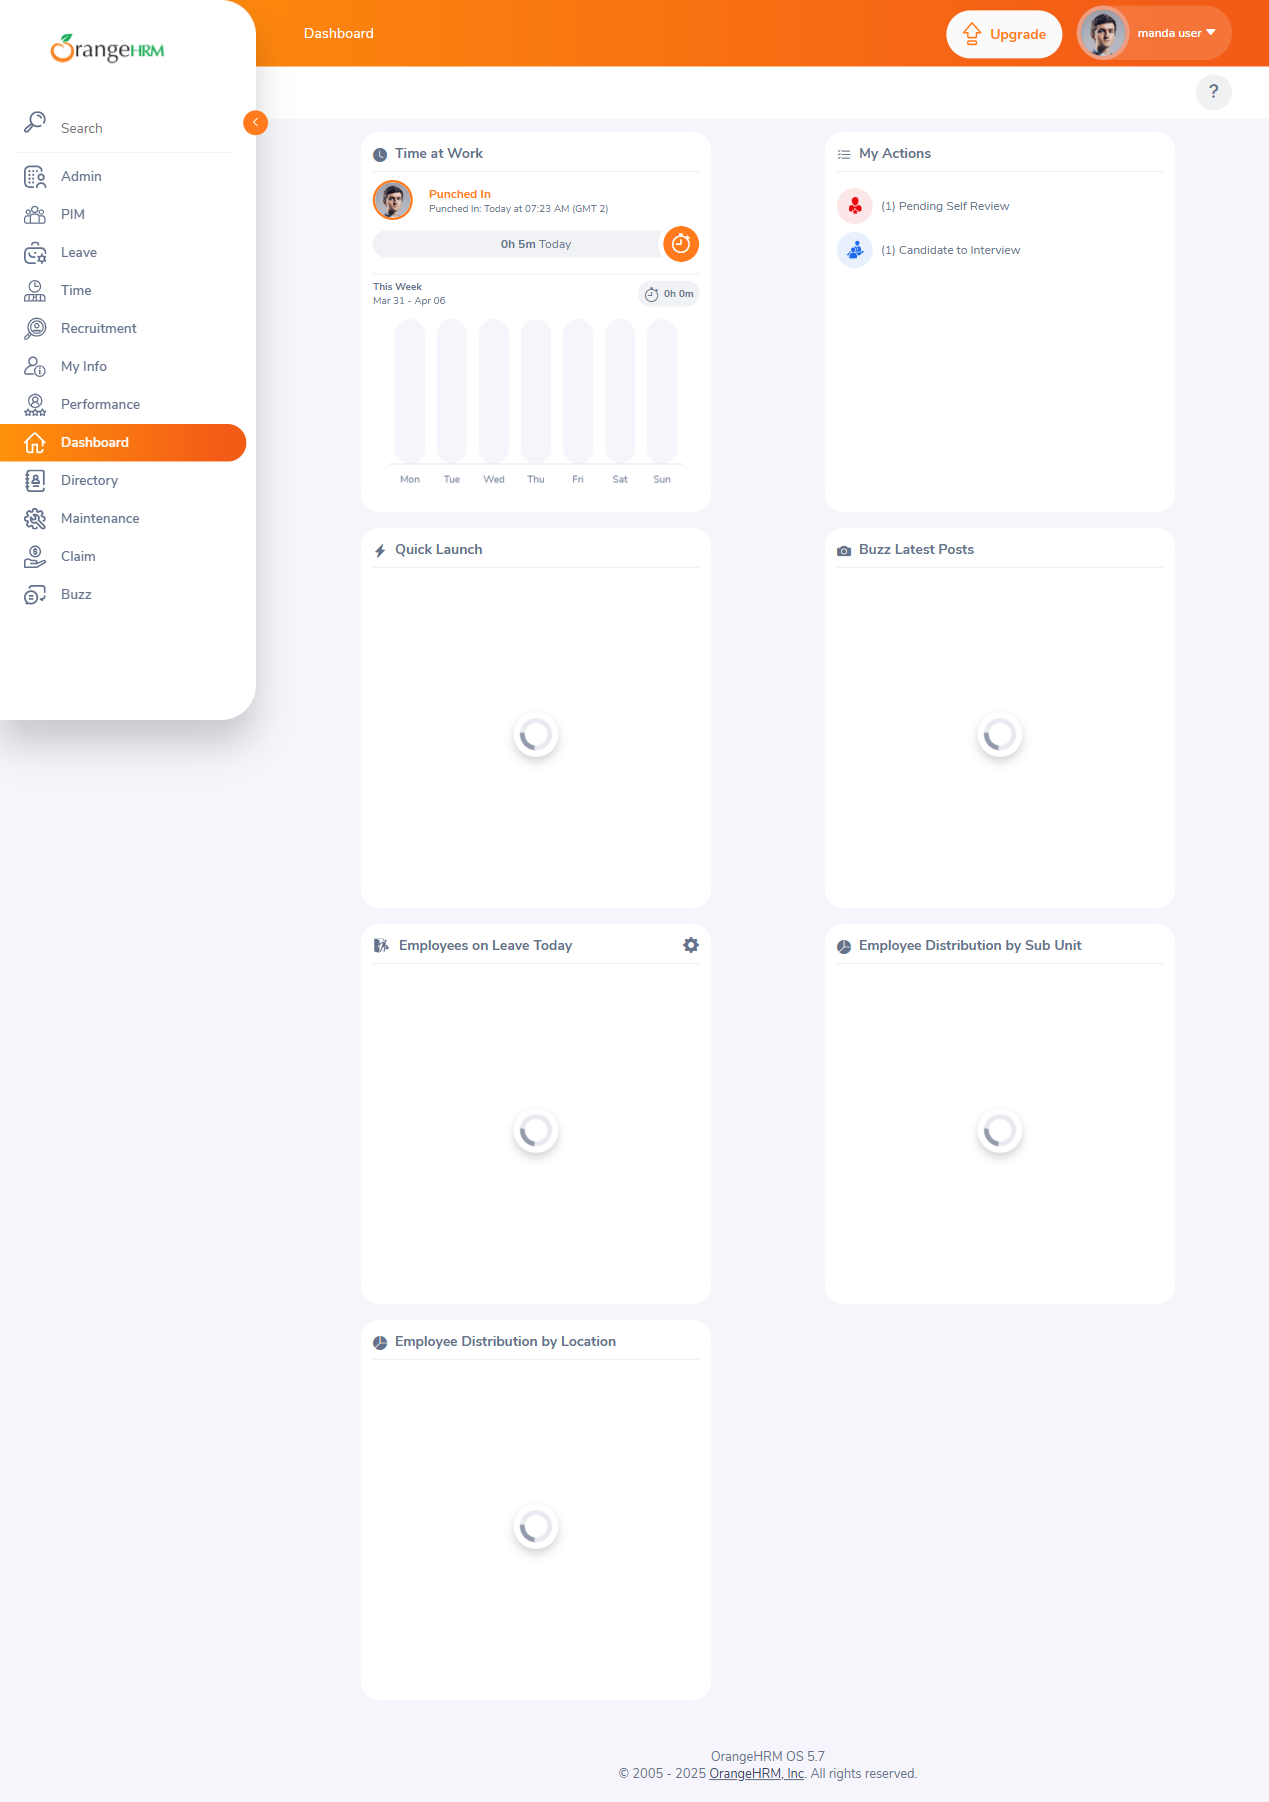 OrangeHRM
Search
Admin
PIM
Leave
Time
Recruitment
My Info
Performance
Dashboard
Directory
Maintenance
Claim
Buzz
Dashboard
Upgrade
manda user
?
Time at Work
Punched In
Punched In: Today at 07:23 AM (GMT 2)
0h 5m Today
This Week
Mar 31 - Apr 06
0h 0m
Mon Tue Wed Thu Fri Sat Sun
My Actions
(1) Pending Self Review
(1) Candidate to Interview
Quick Launch
Buzz Latest Posts
Employees on Leave Today
Employee Distribution by Sub Unit
Employee Distribution by Location
OrangeHRM OS 5.7
© 2005 - 2025 OrangeHRM, Inc. All rights reserved.